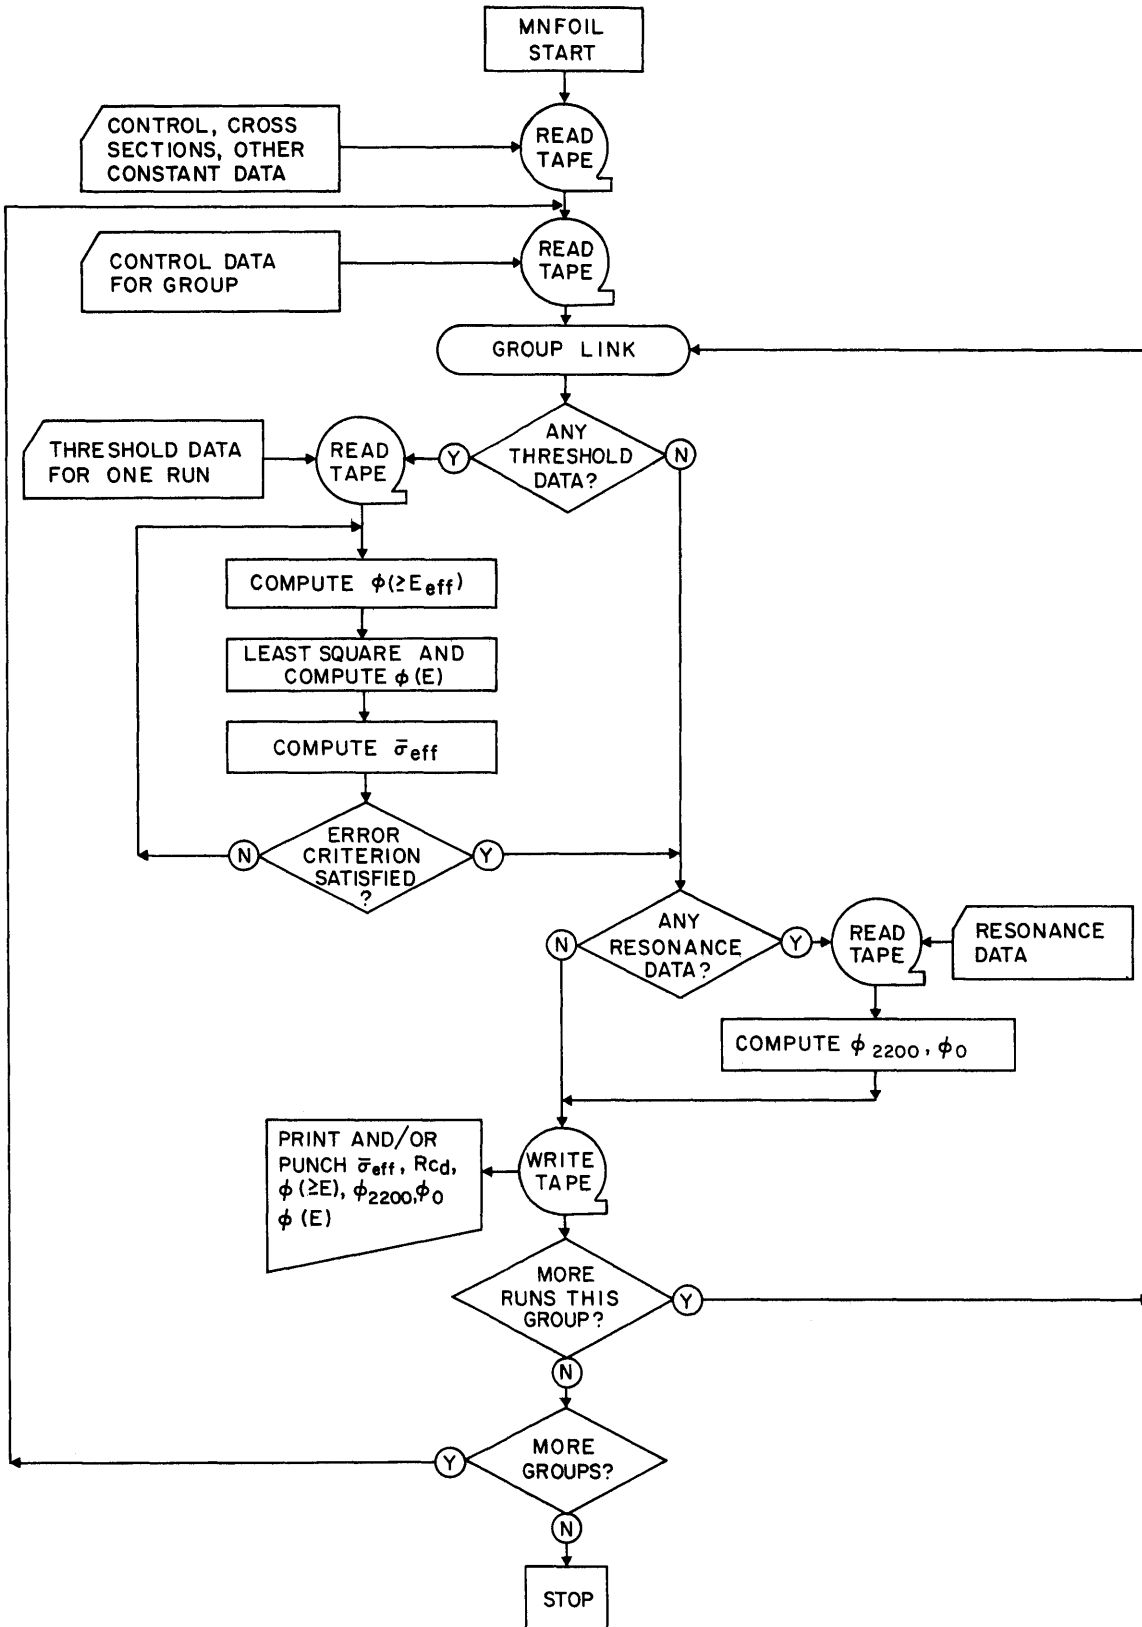 MNFOIL
START
CONTROL, CROSS
SECTIONS, OTHER
CONSTANT DATA
READ
TAPE
CONTROL DATA
FOR GROUP
READ
TAPE
GROUP LINK
THRESHOLD DATA
FOR ONE RUN
READ
TAPE
Y
ANY
THRESHOLD
DATA?
N
COMPUTE ϕ(≥E_eff)
LEAST SQUARE AND
COMPUTE ϕ(E)
COMPUTE σ̄_eff
N
ERROR
CRITERION
SATISFIED
?
Y
N
ANY
RESONANCE
DATA?
Y
READ
TAPE
RESONANCE
DATA
COMPUTE ϕ_2200, ϕ_0
PRINT AND/OR
PUNCH σ̄_eff, Rcd,
ϕ(≥E), ϕ_2200,ϕ_0
ϕ(E)
WRITE
TAPE
MORE
RUNS THIS
GROUP?
Y
N
Y
MORE
GROUPS?
N
STOP